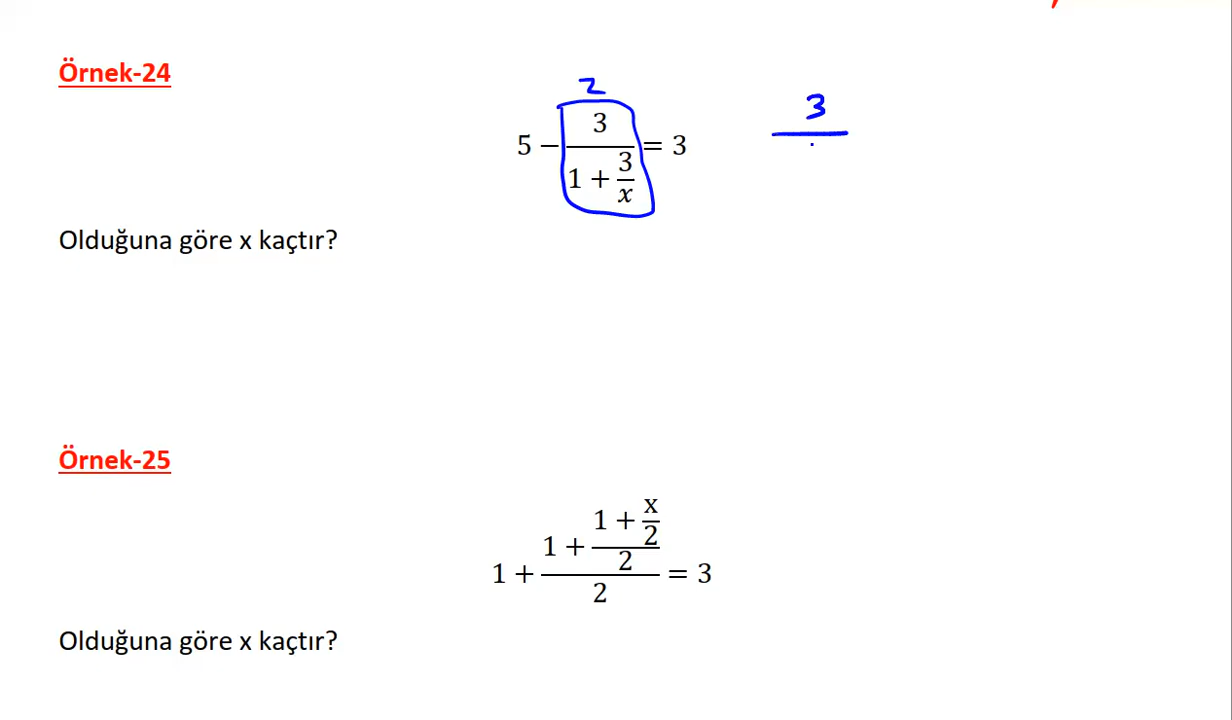 Örnek-24
2
5 − 3/(1 + 3/x) = 3
3
Olduğuna göre x kaçtır?
Örnek-25
1 + (1 + (1 + x/2)/2)/2 = 3
Olduğuna göre x kaçtır?